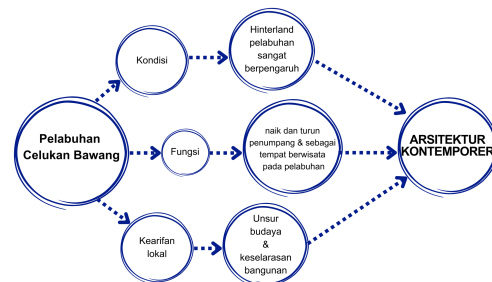 Pelabuhan
Celukan Bawang
Kondisi
Hinterland
pelabuhan
sangat
berpengaruh
Fungsi
naik dan turun
penumpang & sebagai
tempat berwisata
pada pelabuhan
Kearifan
lokal
Unsur
budaya
&
keselarasan
bangunan
ARSITEKTUR
KONTEMPORER